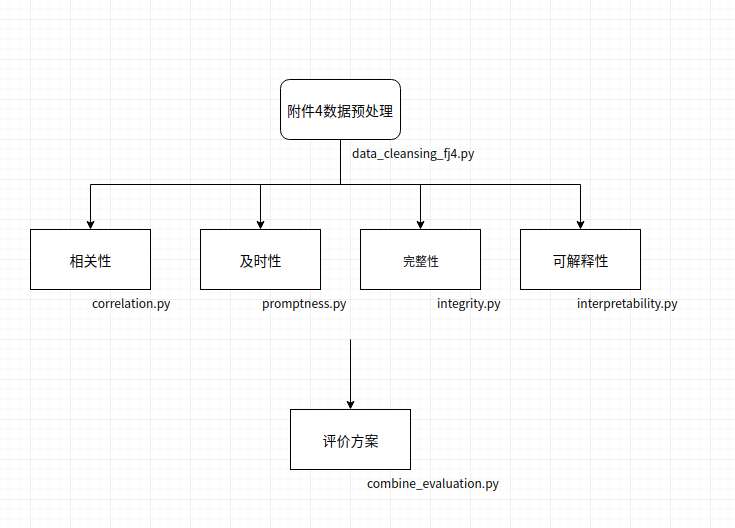 附件4数据预处理
data_cleansing_fj4.py
相关性
及时性
完整性
可解释性
correlation.py
promptness.py
integrity.py
interpretability.py
评价方案
combine_evaluation.py